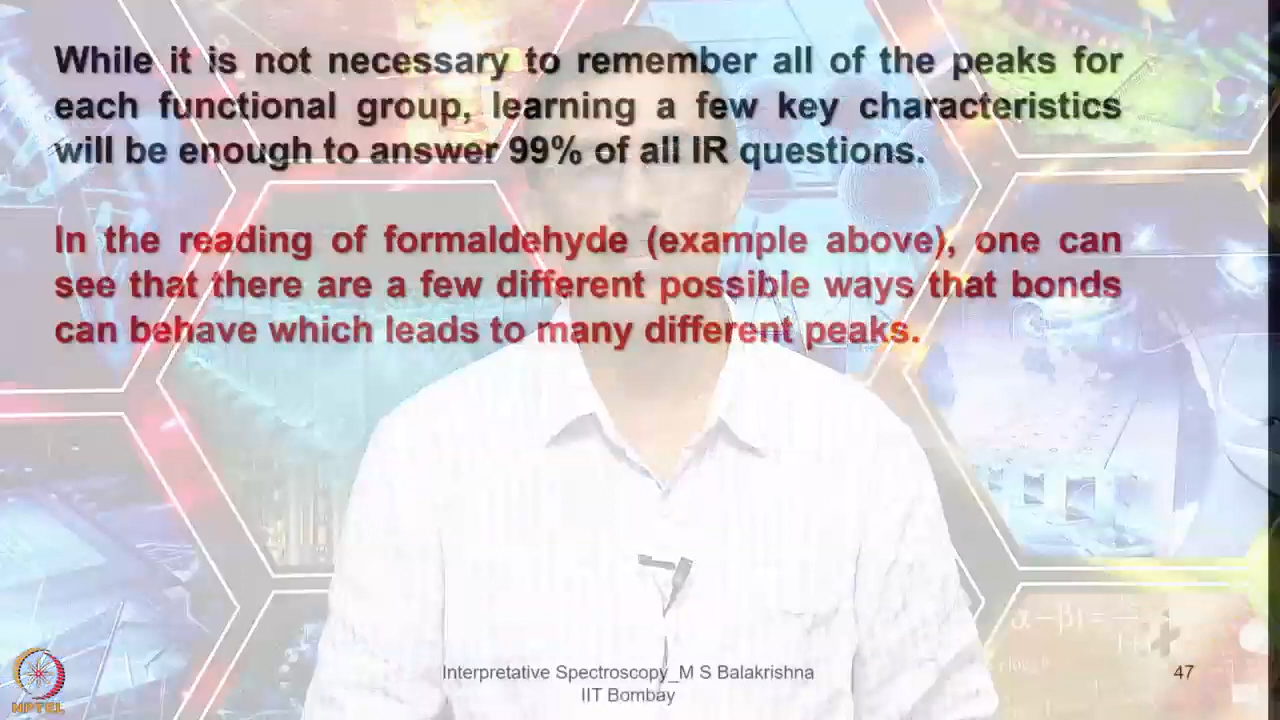 While it is not necessary to remember all of the peaks for
each functional group, learning a few key characteristics
will be enough to answer 99% of all IR questions.
In the reading of formaldehyde (example above), one can
see that there are a few different possible ways that bonds
can behave which leads to many different peaks.
α-β) =
Interpretative Spectroscopy_M S Balakrishna
IIT Bombay
47
NPTEL